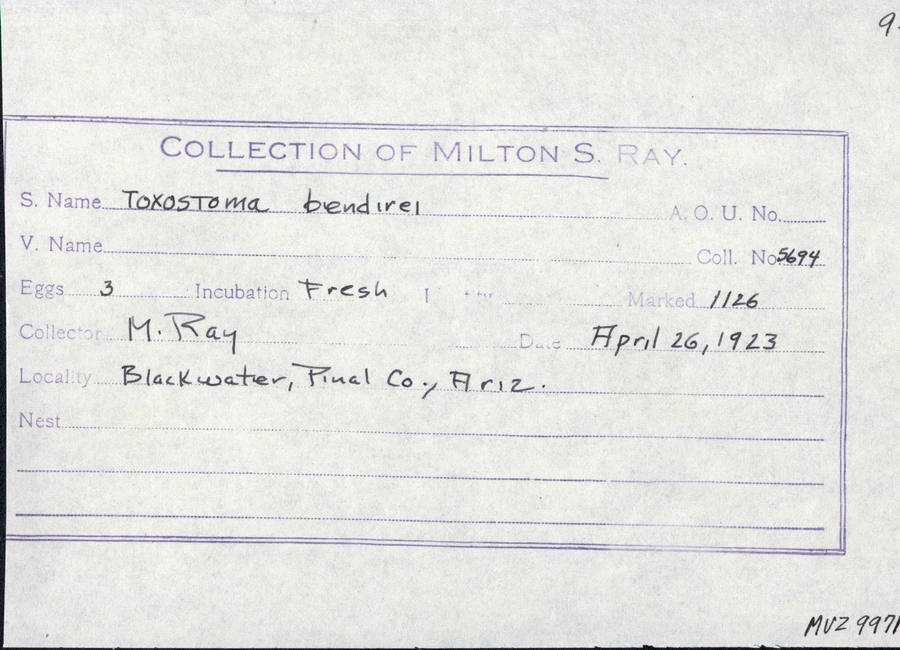 9
COLLECTION OF MILTON S. RAY.
S. Name Toxostoma bendirei A. O. U. No.
V. Name Coll. No 5694
Eggs 3 Incubation Fresh Marked 1126
Collector M. Ray Date April 26, 1923
Locality Blackwater, Pinal Co., Ariz.
Nest
MVZ 9971